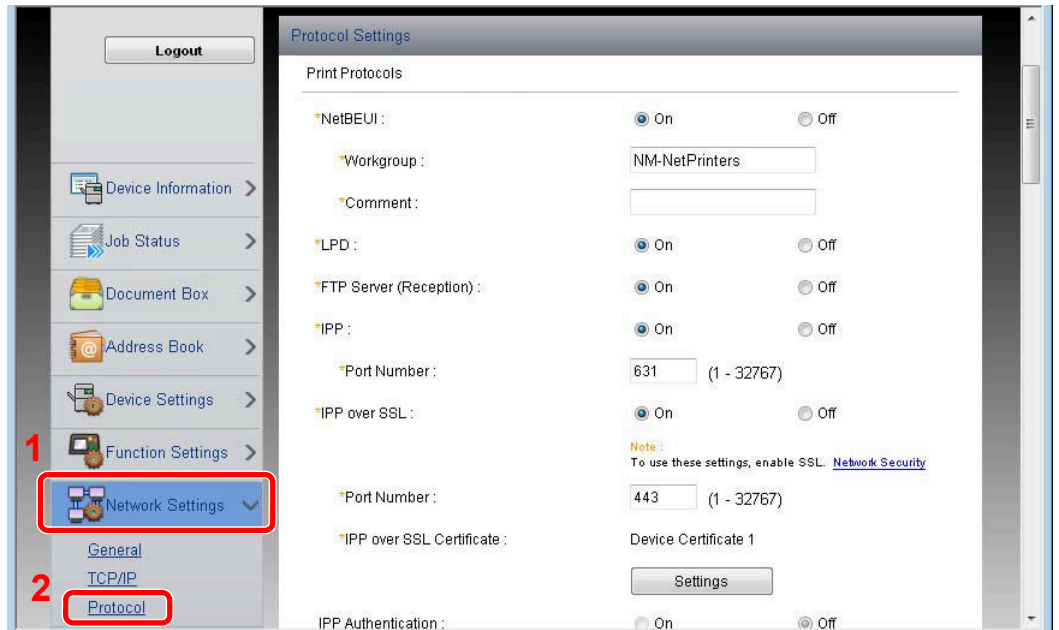 Logout
Device Information
Job Status
Document Box
Address Book
Device Settings
1
Function Settings
Network Settings
General
TCP/IP
2
Protocol
Protocol Settings
Print Protocols
*NetBEUI : On Off
*Workgroup : NM-NetPrinters
*Comment :
*LPD : On Off
*FTP Server (Reception) : On Off
*IPP : On Off
*Port Number : 631 (1 - 32767)
*IPP over SSL : On Off
Note :
To use these settings, enable SSL. Network Security
*Port Number : 443 (1 - 32767)
*IPP over SSL Certificate : Device Certificate 1
Settings
IPP Authentication : On Off